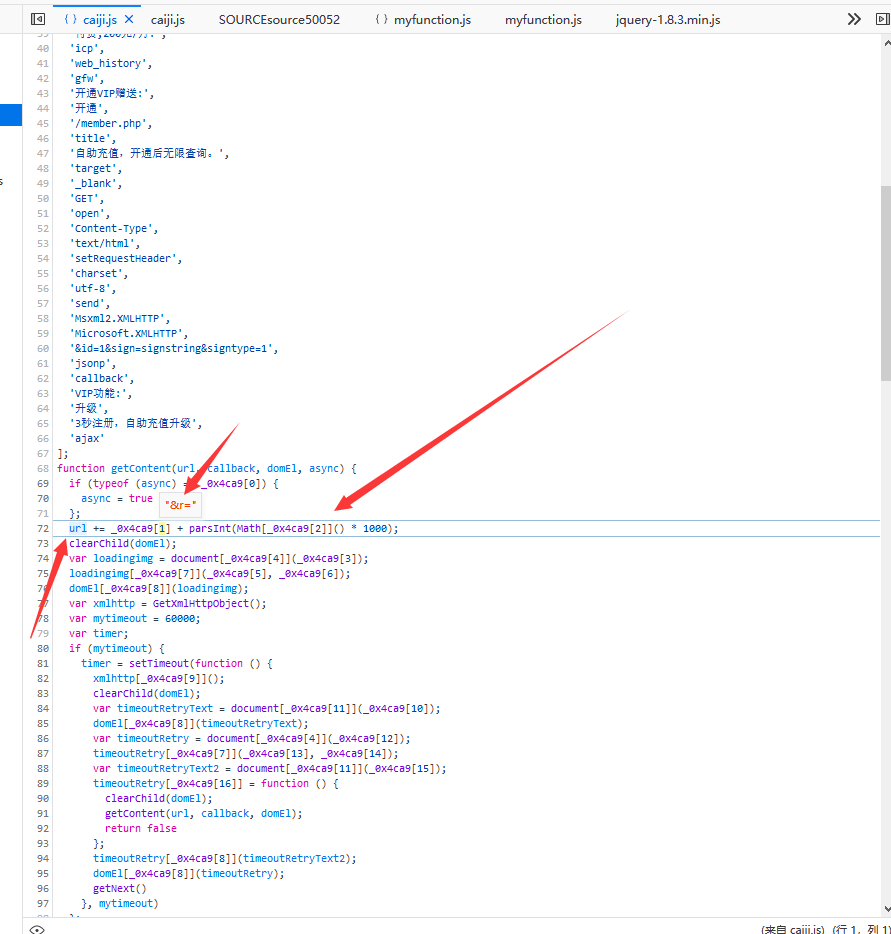 caiji.js
caiji.js
SOURCEsource50052
myfunction.js
myfunction.js
jquery-1.8.3.min.js
40 'icp',
41 'web_history',
42 'gfw',
43 '开通VIP赠送:',
44 '开通',
45 '/member.php',
46 'title',
47 '自助充值，开通后无限查询。',
48 'target',
49 '_blank',
50 'GET',
51 'open',
52 'Content-Type',
53 'text/html',
54 'setRequestHeader',
55 'charset',
56 'utf-8',
57 'send',
58 'Msxml2.XMLHTTP',
59 'Microsoft.XMLHTTP',
60 '&id=1&sign=signstring&signtype=1',
61 'jsonp',
62 'callback',
63 'VIP功能:',
64 '升级',
65 '3秒注册，自助充值升级',
66 'ajax'
67 ];
68 function getContent(url, callback, domEl, async) {
69 if (typeof (async) = _0x4ca9[0]) {
70 async = true
"&r="
71 };
72 url += _0x4ca9[1] + parsInt(Math[_0x4ca9[2]]() * 1000);
73 clearChild(domEl);
74 var loadingimg = document[_0x4ca9[4]](_0x4ca9[3]);
75 loadingimg[_0x4ca9[7]](_0x4ca9[5], _0x4ca9[6]);
76 domEl[_0x4ca9[8]](loadingimg);
77 var xmlhttp = GetXmlHttpObject();
78 var mytimeout = 60000;
79 var timer;
80 if (mytimeout) {
81 timer = setTimeout(function () {
82 xmlhttp[_0x4ca9[9]]();
83 clearChild(domEl);
84 var timeoutRetryText = document[_0x4ca9[11]](_0x4ca9[10]);
85 domEl[_0x4ca9[8]](timeoutRetryText);
86 var timeoutRetry = document[_0x4ca9[4]](_0x4ca9[12]);
87 timeoutRetry[_0x4ca9[7]](_0x4ca9[13], _0x4ca9[14]);
88 var timeoutRetryText2 = document[_0x4ca9[11]](_0x4ca9[15]);
89 timeoutRetry[_0x4ca9[16]] = function () {
90 clearChild(domEl);
91 getContent(url, callback, domEl);
92 return false
93 };
94 timeoutRetry[_0x4ca9[8]](timeoutRetryText2);
95 domEl[_0x4ca9[8]](timeoutRetry);
96 getNext()
97 }, mytimeout)
(来自 caiji.js) (行 1，列 1)